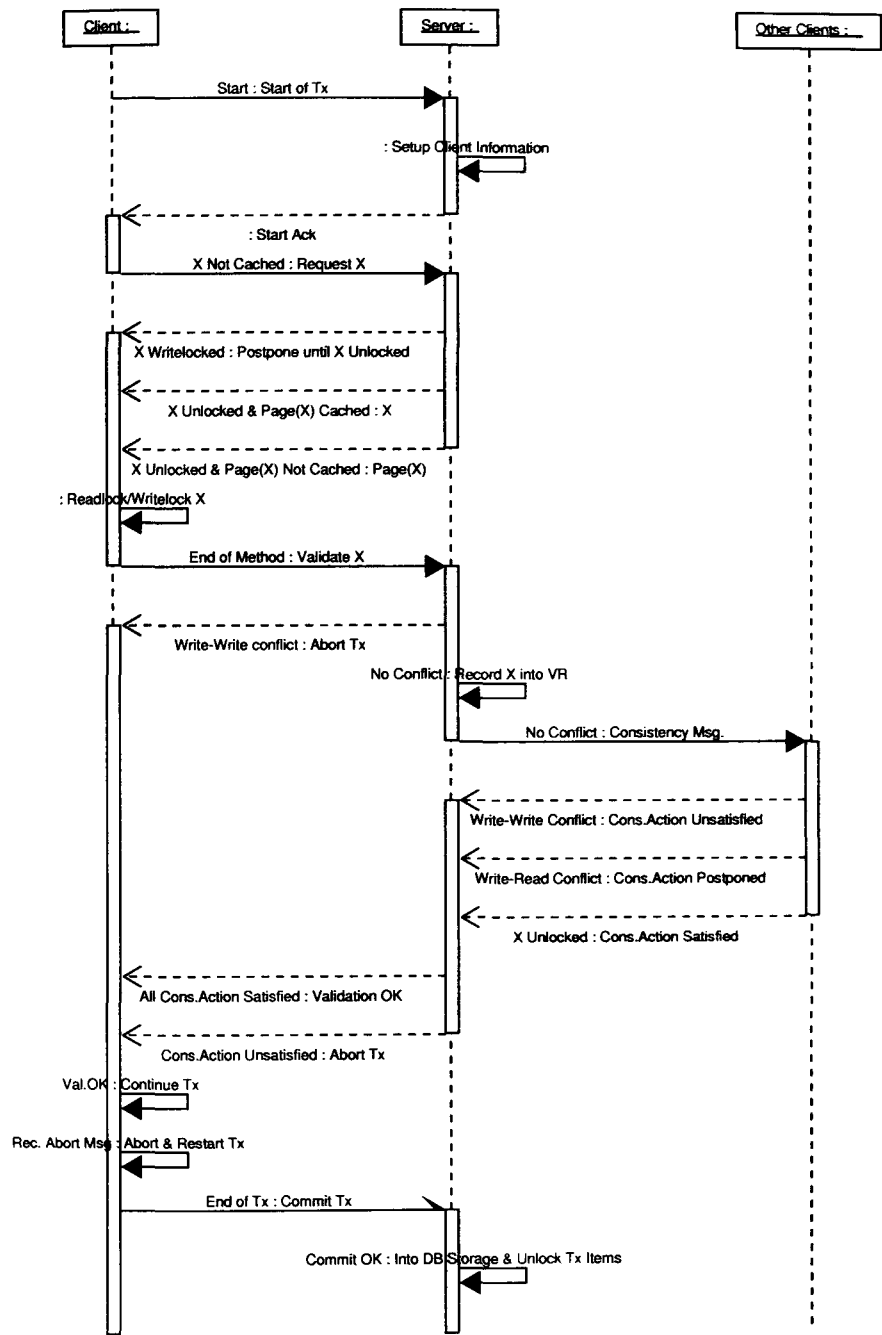 Client : _
Server : _
Other Clients : _
Start : Start of Tx
: Setup Client Information
: Start Ack
X Not Cached : Request X
X Writelocked : Postpone until X Unlocked
X Unlocked & Page(X) Cached : X
X Unlocked & Page(X) Not Cached : Page(X)
: Readlock/Writelock X
End of Method : Validate X
Write-Write conflict : Abort Tx
No Conflict : Record X into VR
No Conflict : Consistency Msg.
Write-Write Conflict : Cons.Action Unsatisfied
Write-Read Conflict : Cons.Action Postponed
X Unlocked : Cons.Action Satisfied
All Cons.Action Satisfied : Validation OK
Cons.Action Unsatisfied : Abort Tx
Val.OK : Continue Tx
Rec. Abort Msg : Abort & Restart Tx
End of Tx : Commit Tx
Commit OK : Into DB Storage & Unlock Tx Items